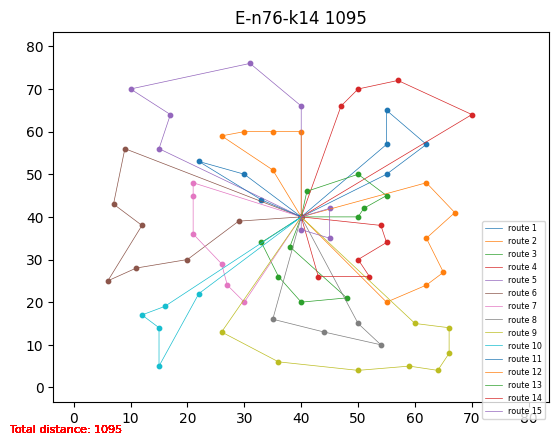 E-n76-k14 1095
80
70
60
50
40
30
20
10
0
0 10 20 30 40 50 60 70 80
route 1
route 2
route 3
route 4
route 5
route 6
route 7
route 8
route 9
route 10
route 11
route 12
route 13
route 14
route 15
Total distance: 1095